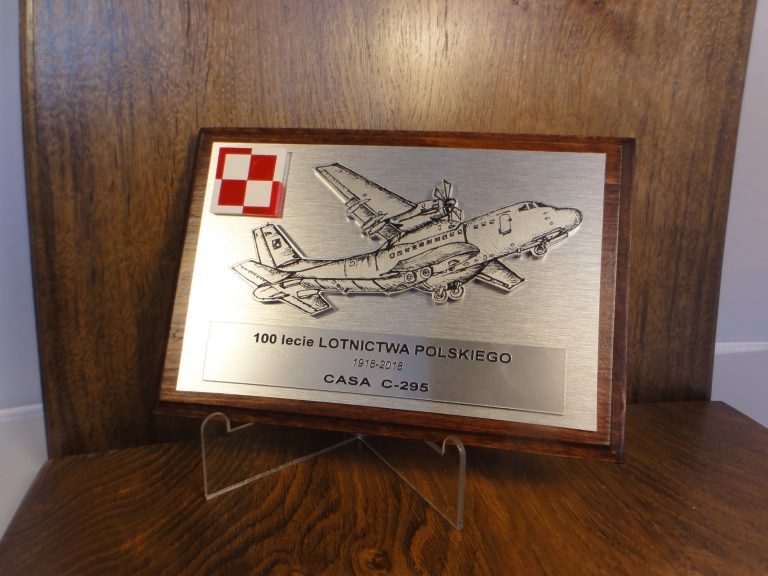 100 lecie LOTNICTWA POLSKIEGO
1918-2018
CASA C-295